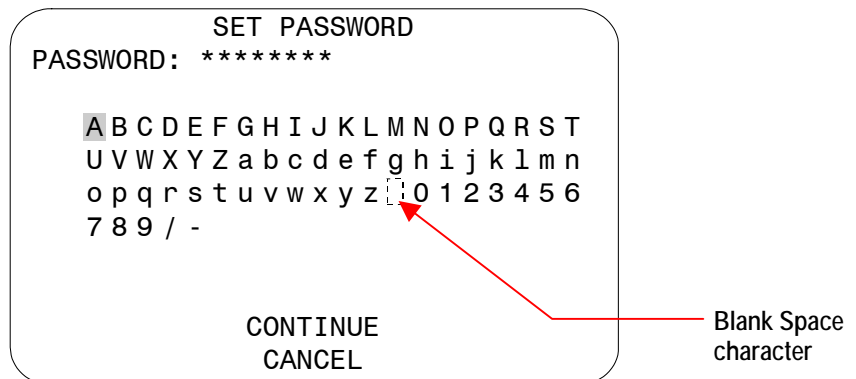 SET PASSWORD
PASSWORD: ********
A B C D E F G H I J K L M N O P Q R S T
U V W X Y Z a b c d e f g h i j k l m n
o p q r s t u v w x y z   0 1 2 3 4 5 6
7 8 9 / -
CONTINUE
CANCEL
Blank Space
character